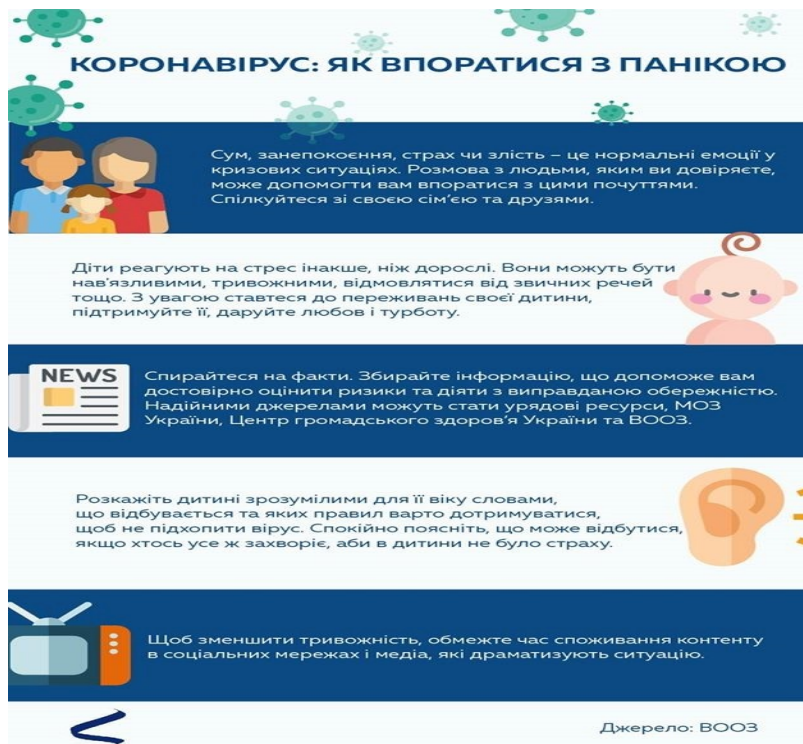 КОРОНАВІРУС: ЯК ВПОРАТИСЯ З ПАНІКОЮ
Сум, занепокоєння, страх чи злість – це нормальні емоції у
кризових ситуаціях. Розмова з людьми, яким ви довіряєте,
може допомогти вам впоратися з цими почуттями.
Спілкуйтеся зі своєю сім'єю та друзями.
Діти реагують на стрес інакше, ніж дорослі. Вони можуть бути
нав'язливими, тривожними, відмовлятися від звичних речей
тощо. З увагою ставтеся до переживань своєї дитини,
підтримуйте її, даруйте любов і турботу.
NEWS
Спирайтеся на факти. Збирайте інформацію, що допоможе вам
достовірно оцінити ризики та діяти з виправданою обережністю.
Надійними джерелами можуть стати урядові ресурси, МОЗ
України, Центр громадського здоров'я України та ВООЗ.
Розкажіть дитині зрозумілими для її віку словами,
що відбувається та яких правил варто дотримуватися,
щоб не підхопити вірус. Спокійно поясніть, що може відбутися,
якщо хтось усе ж захворіє, аби в дитини не було страху.
Щоб зменшити тривожність, обмежте час споживання контенту
в соціальних мережах і медіа, які драматизують ситуацію.
Джерело: ВООЗ